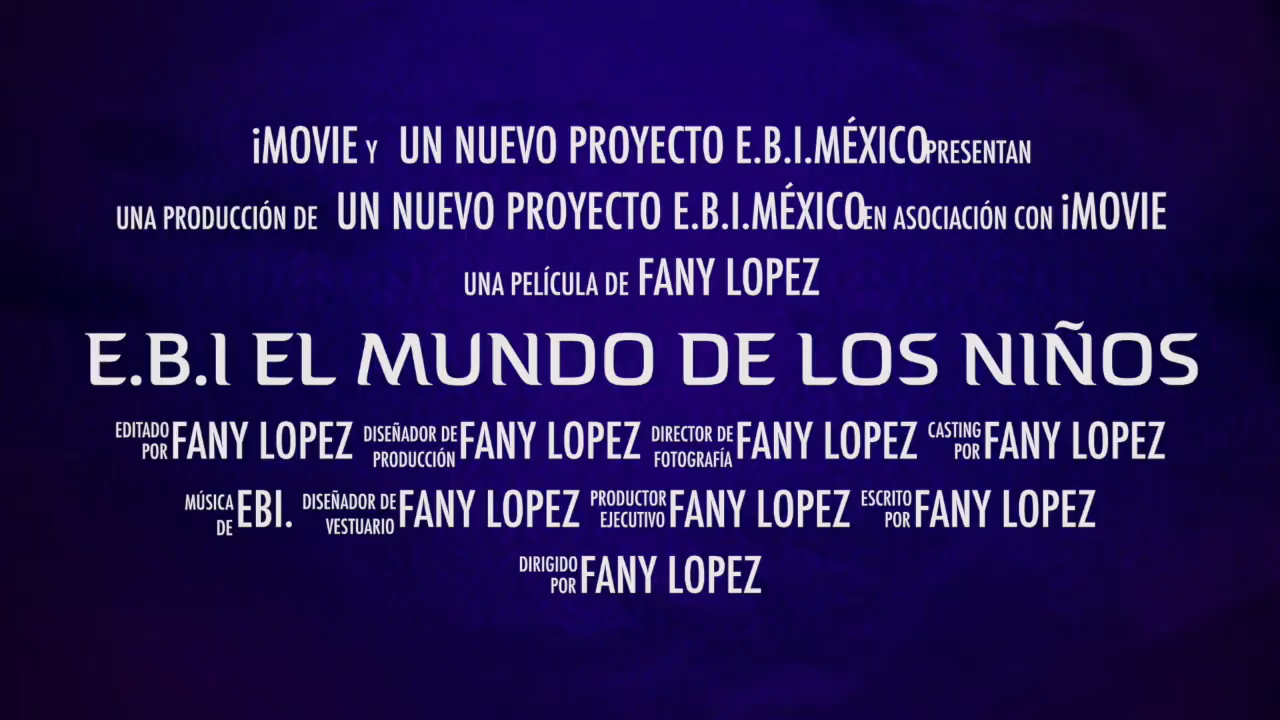 iMOVIE Y UN NUEVO PROYECTO E.B.I.MÉXICO PRESENTAN
UNA PRODUCCIÓN DE UN NUEVO PROYECTO E.B.I.MÉXICO EN ASOCIACIÓN CON iMOVIE
UNA PELÍCULA DE FANY LOPEZ
E.B.I EL MUNDO DE LOS NIÑOS
EDITADO POR FANY LOPEZ DISEÑADOR DE PRODUCCIÓN FANY LOPEZ DIRECTOR DE FOTOGRAFÍA FANY LOPEZ CASTING POR FANY LOPEZ
MÚSICA DE EBI. DISEÑADOR DE VESTUARIO FANY LOPEZ PRODUCTOR EJECUTIVO FANY LOPEZ ESCRITO POR FANY LOPEZ
DIRIGIDO POR FANY LOPEZ